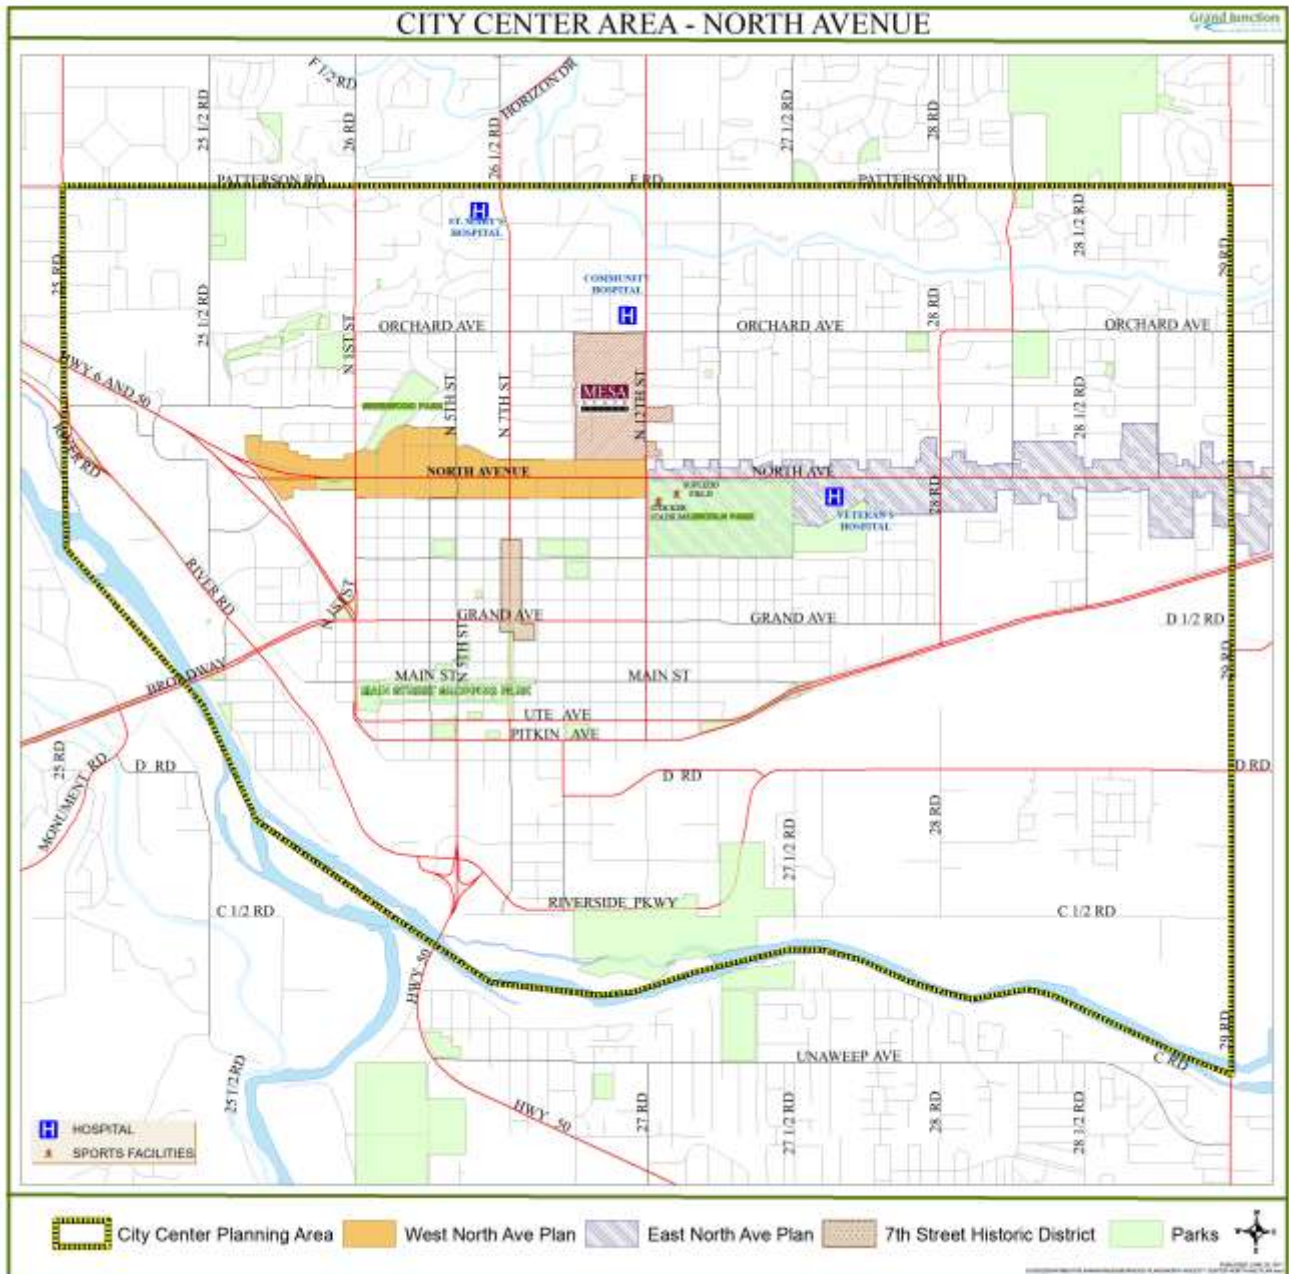 CITY CENTER AREA - NORTH AVENUE
Grand Junction
F 1/2 RD
HORIZON DR
25 1/2 RD
26 RD
26 1/2 RD
27 1/2 RD
28 RD
PATTERSON RD
F RD
PATTERSON RD
ST. MARY'S
HOSPITAL
25 RD
28 1/2 RD
29 RD
COMMUNITY
HOSPITAL
25 1/2 RD
28 RD
N 1ST ST
ORCHARD AVE
ORCHARD AVE
ORCHARD AVE
HWY 6 AND 50
N 5TH ST
N 7TH ST
MESA
STATE
N 12TH ST
28 1/2 RD
SHERWOOD PARK
RIVER RD
NORTH AVENUE
NORTH AVE
28 RD
VETERAN'S
HOSPITAL
RIVER RD
N 1ST ST
GRAND AVE
GRAND AVE
D 1/2 RD
N 5TH ST
29 RD
BROADWAY
MAIN ST
MAIN ST
MAIN STREET SHOPPING PARK
UTE AVE
PITKIN AVE
25 RD
MONUMENT RD
D RD
D RD
D RD
27 1/2 RD
28 RD
RIVERSIDE PKWY
C 1/2 RD
C 1/2 RD
HWY 50
29 RD
UNAWEEP AVE
C RD
25 1/2 RD
HWY 50
27 RD
27 1/2 RD
28 RD
28 1/2 RD
H HOSPITAL
SPORTS FACILITIES
City Center Planning Area
West North Ave Plan
East North Ave Plan
7th Street Historic District
Parks